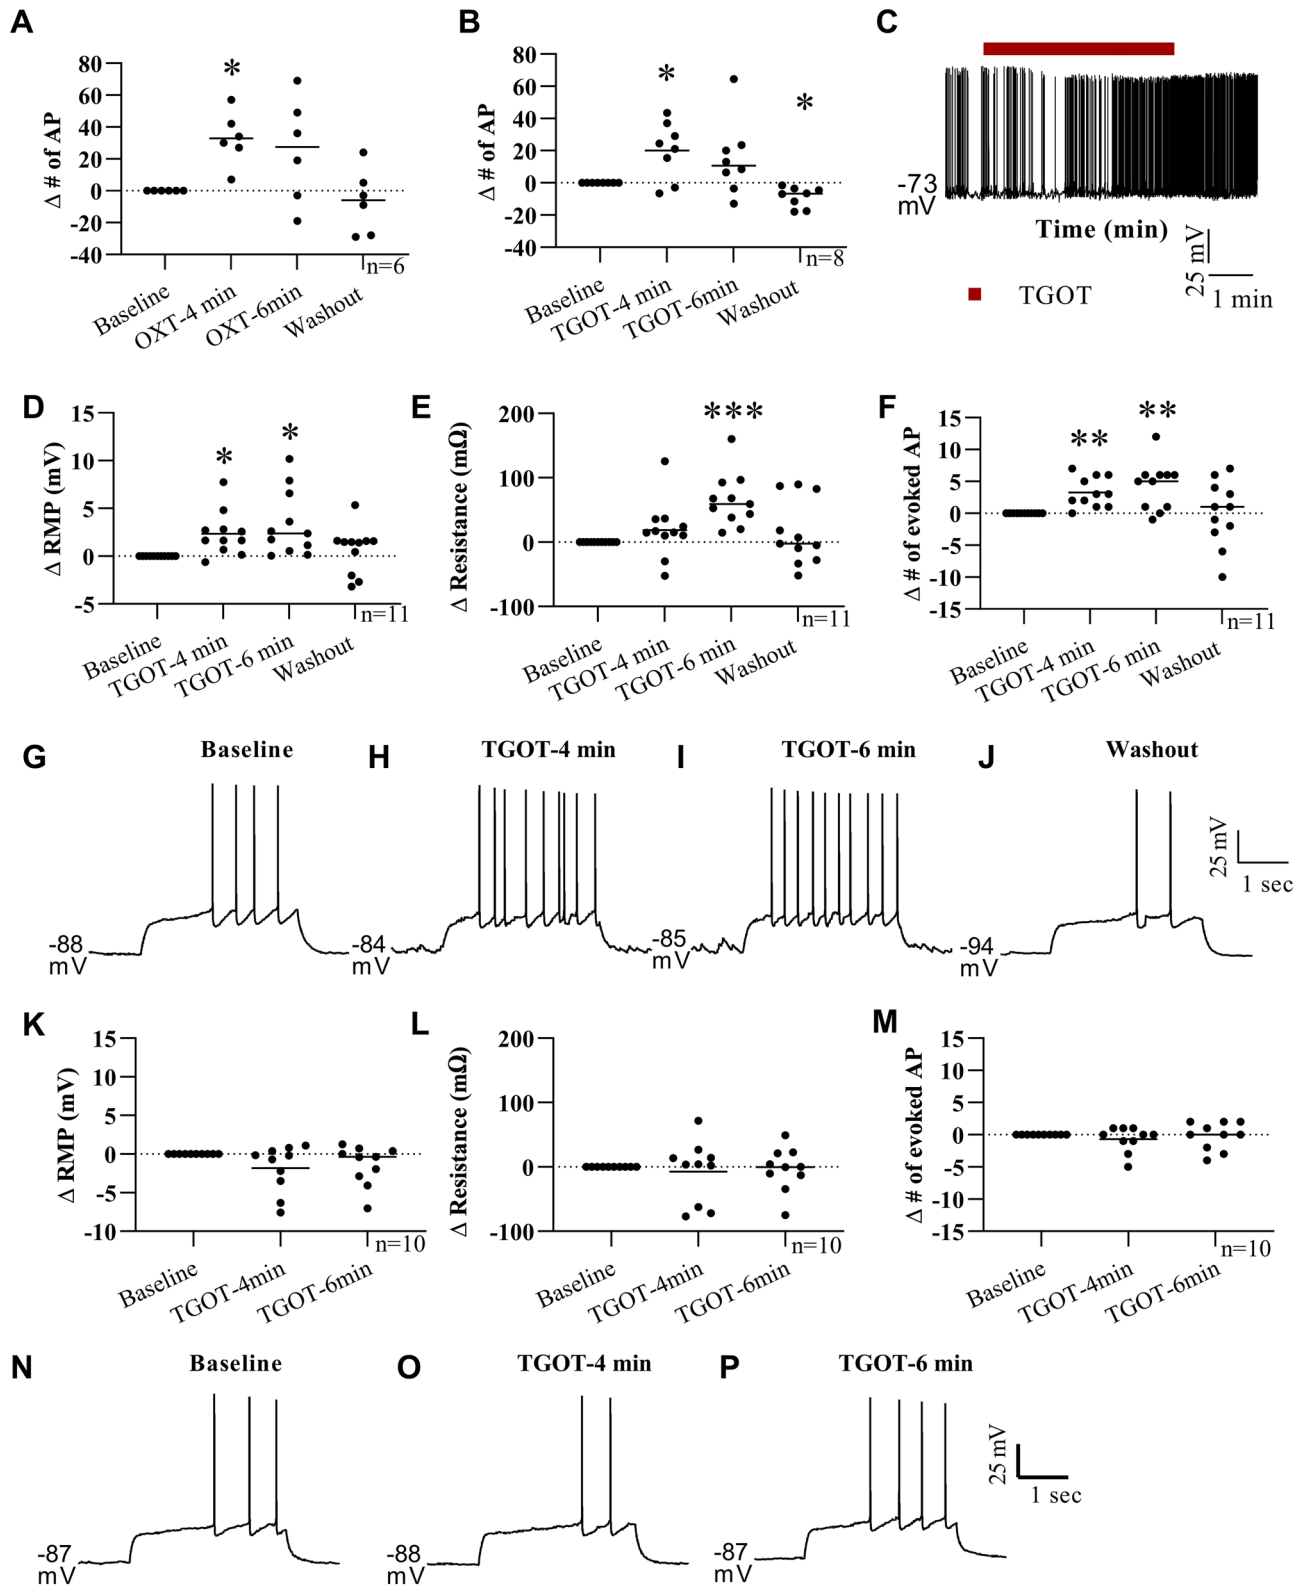 A
Δ # of AP
80
60
40
20
0
-20
-40
*
n=6
Baseline
OXT-4 min
OXT-6min
Washout
B
Δ # of AP
80
60
40
20
0
-20
-40
*
*
n=8
Baseline
TGOT-4 min
TGOT-6min
Washout
C
-73
mV
Time (min)
25 mV
1 min
TGOT
D
Δ RMP (mV)
15
10
5
0
-5
*
*
n=11
Baseline
TGOT-4 min
TGOT-6 min
Washout
E
Δ Resistance (mΩ)
200
100
0
-100
***
n=11
Baseline
TGOT-4 min
TGOT-6 min
Washout
F
Δ # of evoked AP
15
10
5
0
-5
-10
-15
**
**
n=11
Baseline
TGOT-4 min
TGOT-6 min
Washout
G
Baseline
-88
mV
H
TGOT-4 min
-84
mV
I
TGOT-6 min
-85
mV
J
Washout
-94
mV
25 mV
1 sec
K
Δ RMP (mV)
15
10
5
0
-5
-10
n=10
Baseline
TGOT-4min
TGOT-6min
L
Δ Resistance (mΩ)
200
100
0
-100
n=10
Baseline
TGOT-4min
TGOT-6min
M
Δ # of evoked AP
15
10
5
0
-5
-10
-15
n=10
Baseline
TGOT-4min
TGOT-6min
N
Baseline
-87
mV
O
TGOT-4 min
-88
mV
P
TGOT-6 min
-87
mV
25 mV
1 sec